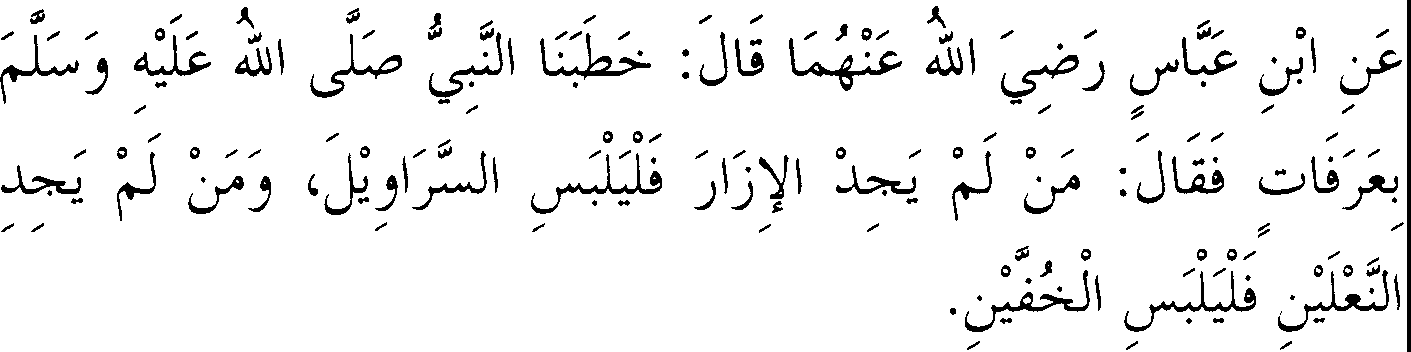 عَنِ ابْنِ عَبَّاسٍ رَضِيَ اللهُ عَنْهُمَا قَالَ: خَطَبَنَا النَّبِيُّ صَلَّى اللهُ عَلَيْهِ وَسَلَّمَ
بِعَرَفَاتٍ فَقَالَ: مَنْ لَمْ يَجِدْ الإِزَارَ فَلْيَلْبَسِ السَّرَاوِيْلَ، وَمَنْ لَمْ يَجِدِ
النَّعْلَيْنِ فَلْيَلْبَسِ الْخُفَّيْنِ.